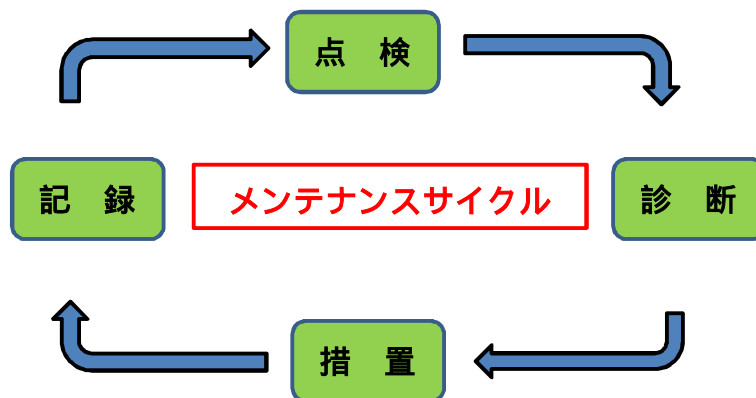 点　検
記　録
メンテナンスサイクル
診　断
措　置